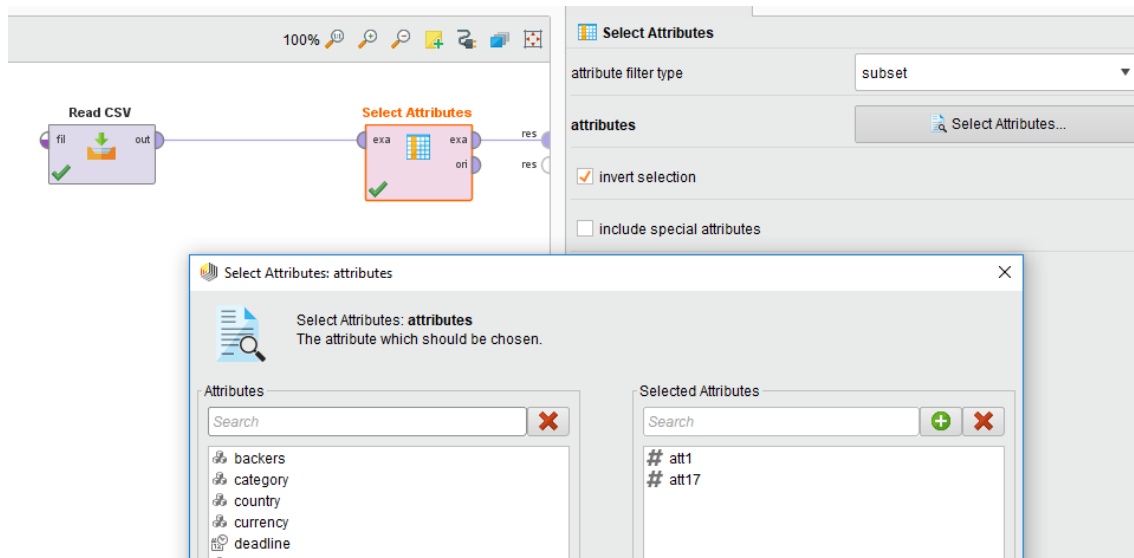 100%
Read CSV
fil
out
Select Attributes
exa
exa
ori
res
res
Select Attributes
attribute filter type
subset
attributes
Select Attributes...
invert selection
include special attributes
Select Attributes: attributes
Select Attributes: attributes
The attribute which should be chosen.
Attributes
Search
backers
category
country
currency
deadline
Selected Attributes
Search
# att1
# att17